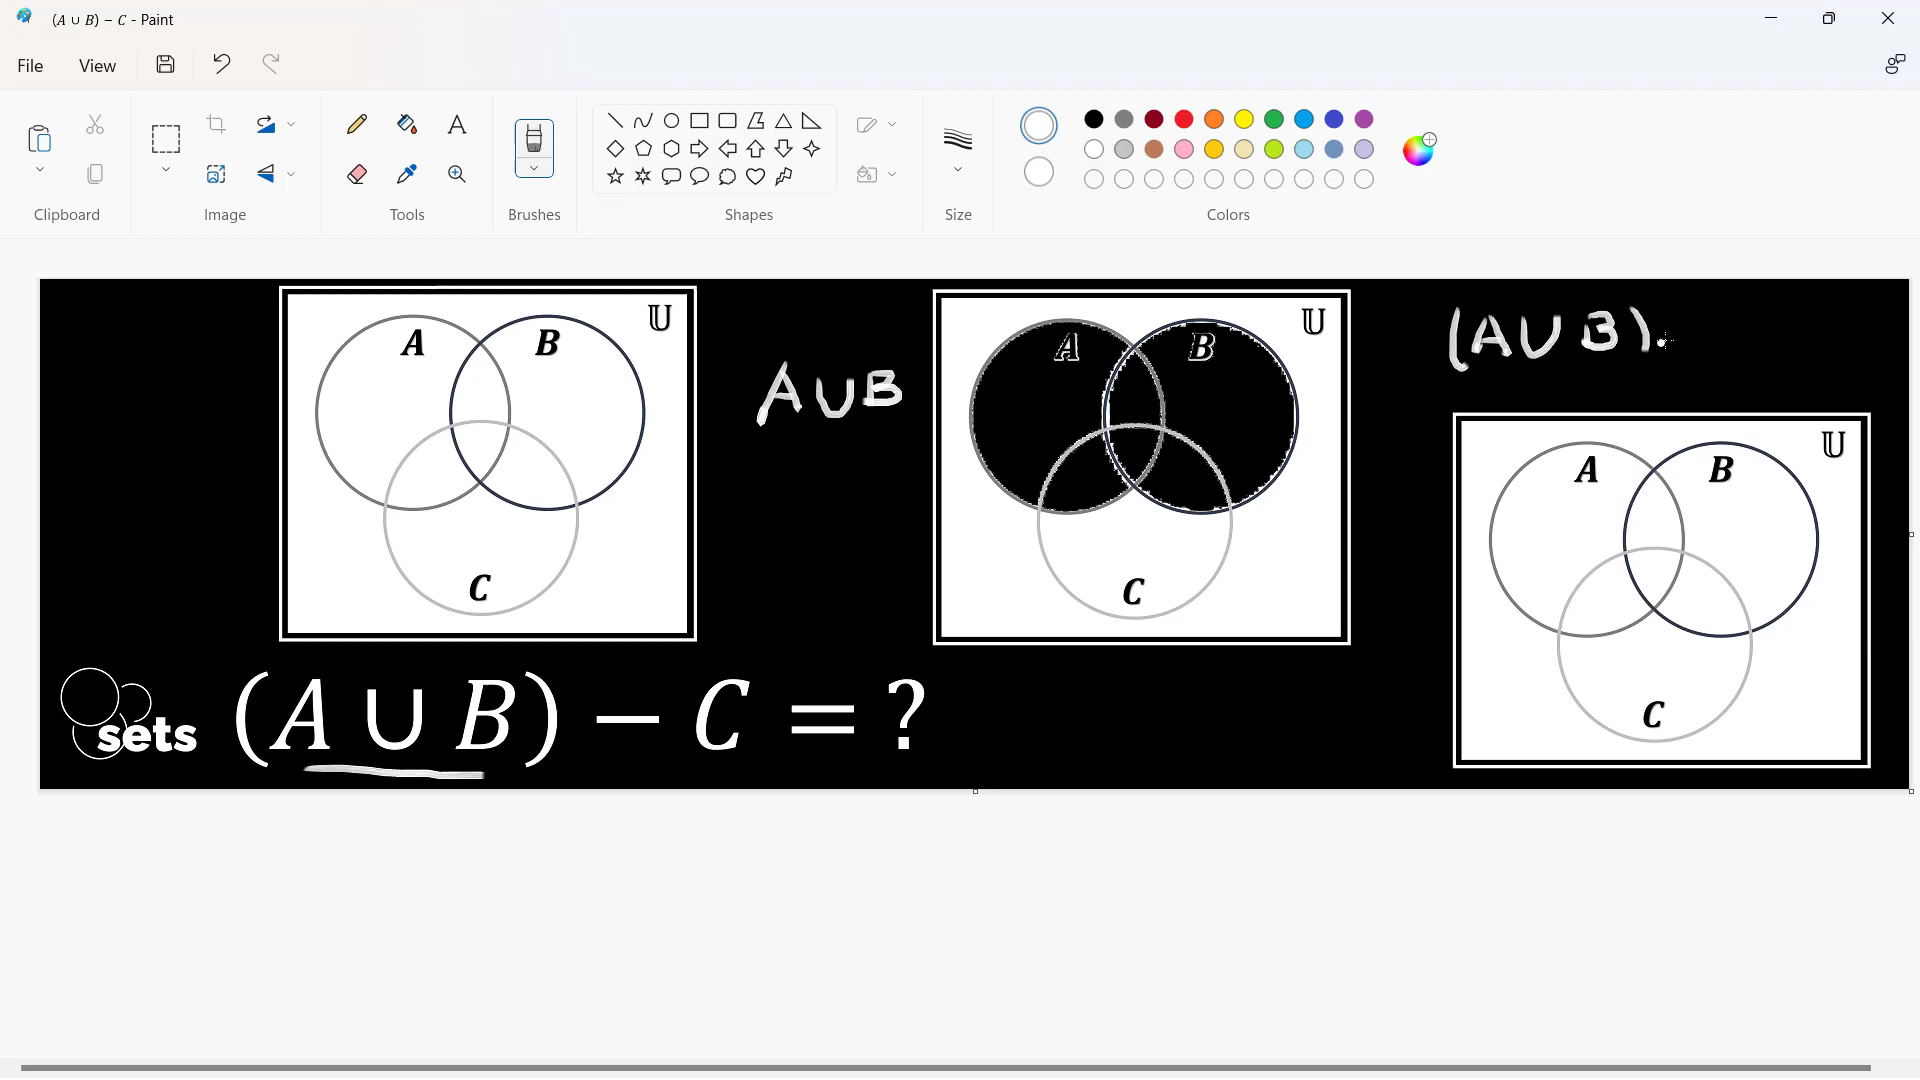 (𝐴 ∪ 𝐵) − 𝐶 - Paint
File
View
Clipboard
Image
Tools
Brushes
Shapes
Size
Colors
A
B
𝕌
C
A∪B
A
B
𝕌
C
(A∪B)
A
B
𝕌
C
sets
(A ∪ B) − C = ?